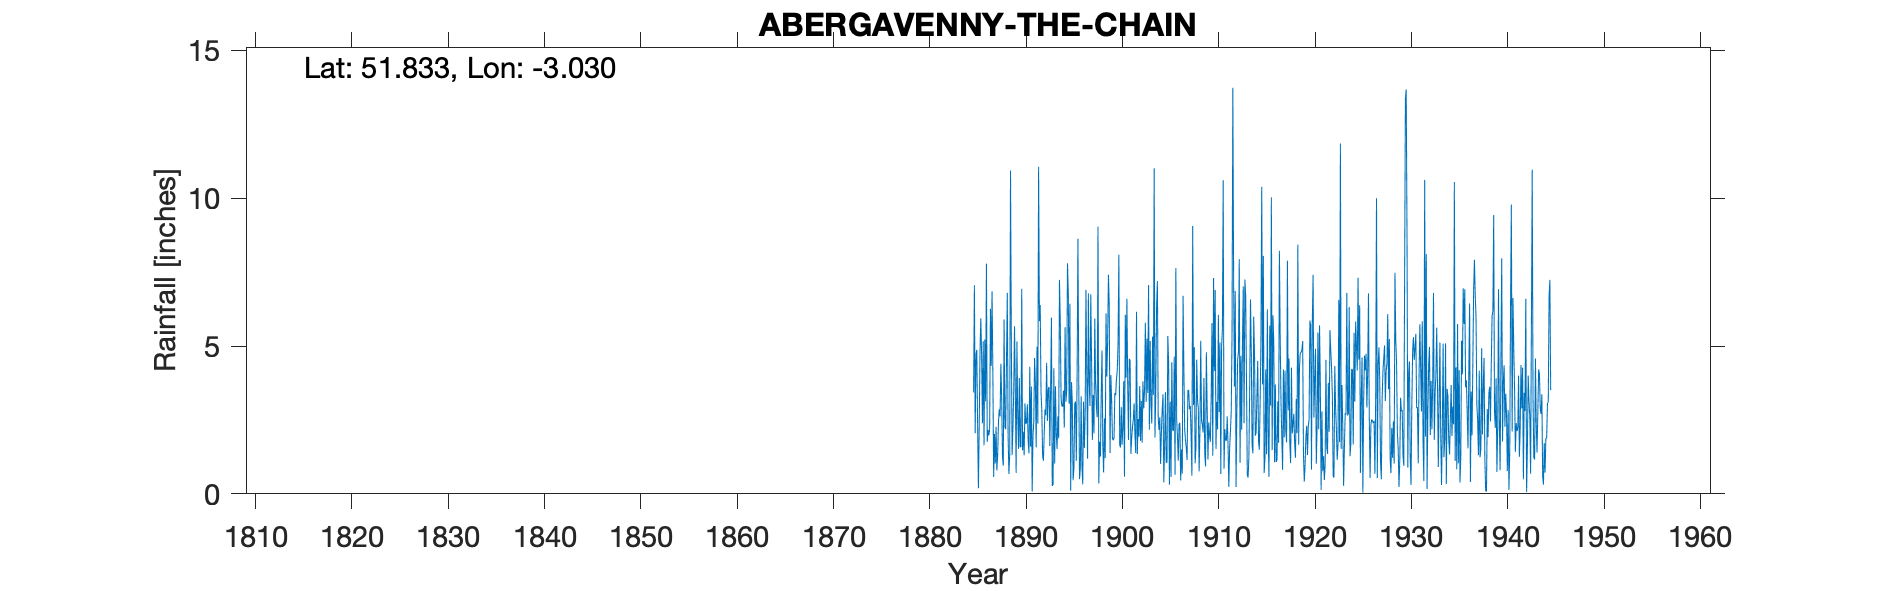 ABERGAVENNY-THE-CHAIN
Lat: 51.833, Lon: -3.030
15
10
5
0
Rainfall [inches]
1810 1820 1830 1840 1850 1860 1870 1880 1890 1900 1910 1920 1930 1940 1950 1960
Year